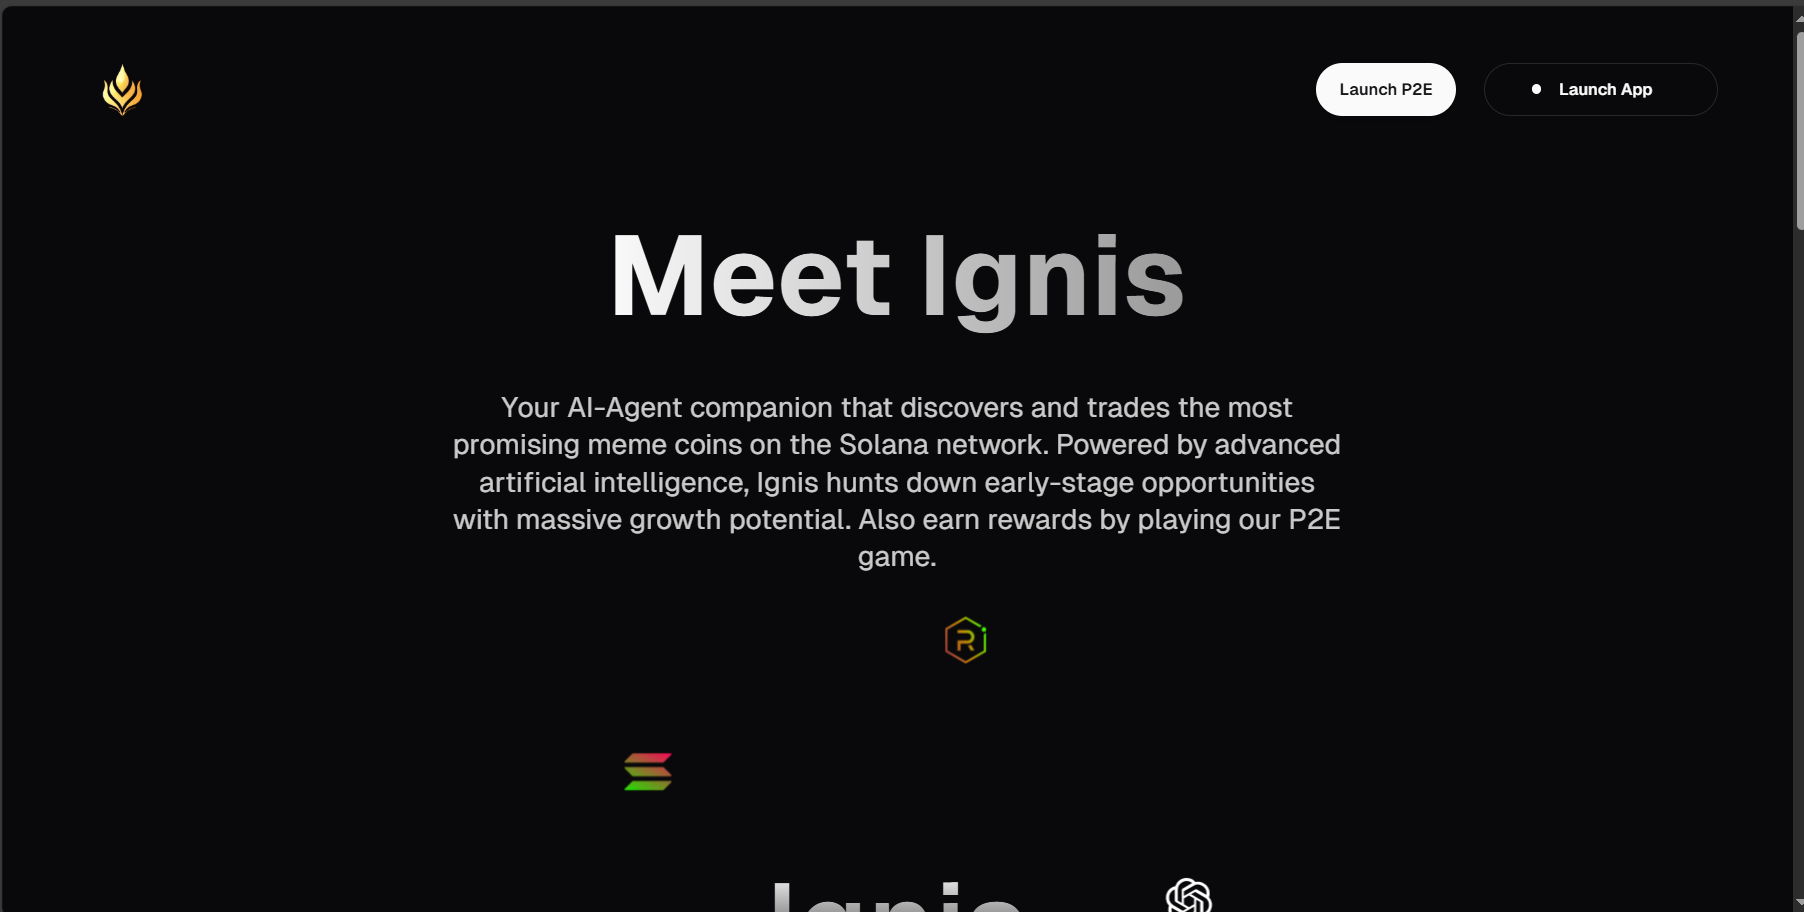 Launch P2E
Launch App
Meet Ignis
Your AI-Agent companion that discovers and trades the most
promising meme coins on the Solana network. Powered by advanced
artificial intelligence, Ignis hunts down early-stage opportunities
with massive growth potential. Also earn rewards by playing our P2E
game.
Ignis